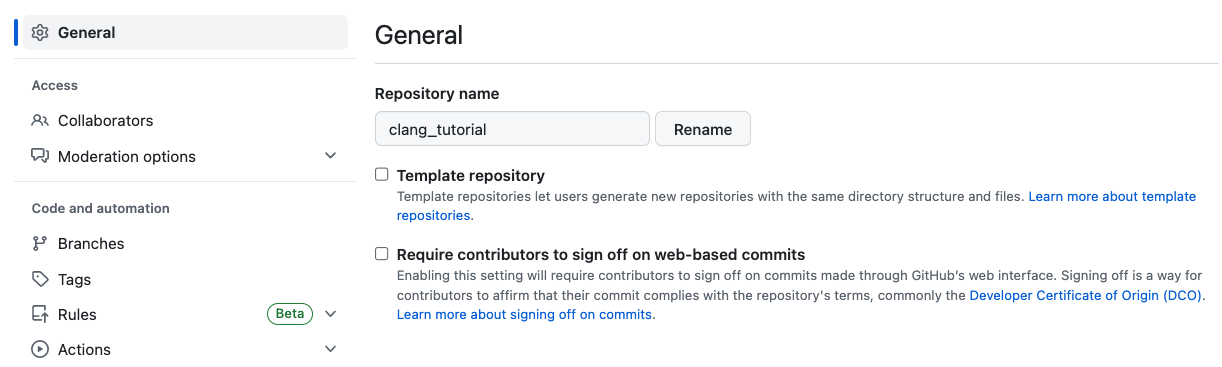 General
Access
Collaborators
Moderation options
Code and automation
Branches
Tags
Rules Beta
Actions
General
Repository name
clang_tutorial Rename
Template repository
Template repositories let users generate new repositories with the same directory structure and files. Learn more about template
repositories.
Require contributors to sign off on web-based commits
Enabling this setting will require contributors to sign off on commits made through GitHub’s web interface. Signing off is a way for
contributors to affirm that their commit complies with the repository's terms, commonly the Developer Certificate of Origin (DCO).
Learn more about signing off on commits.